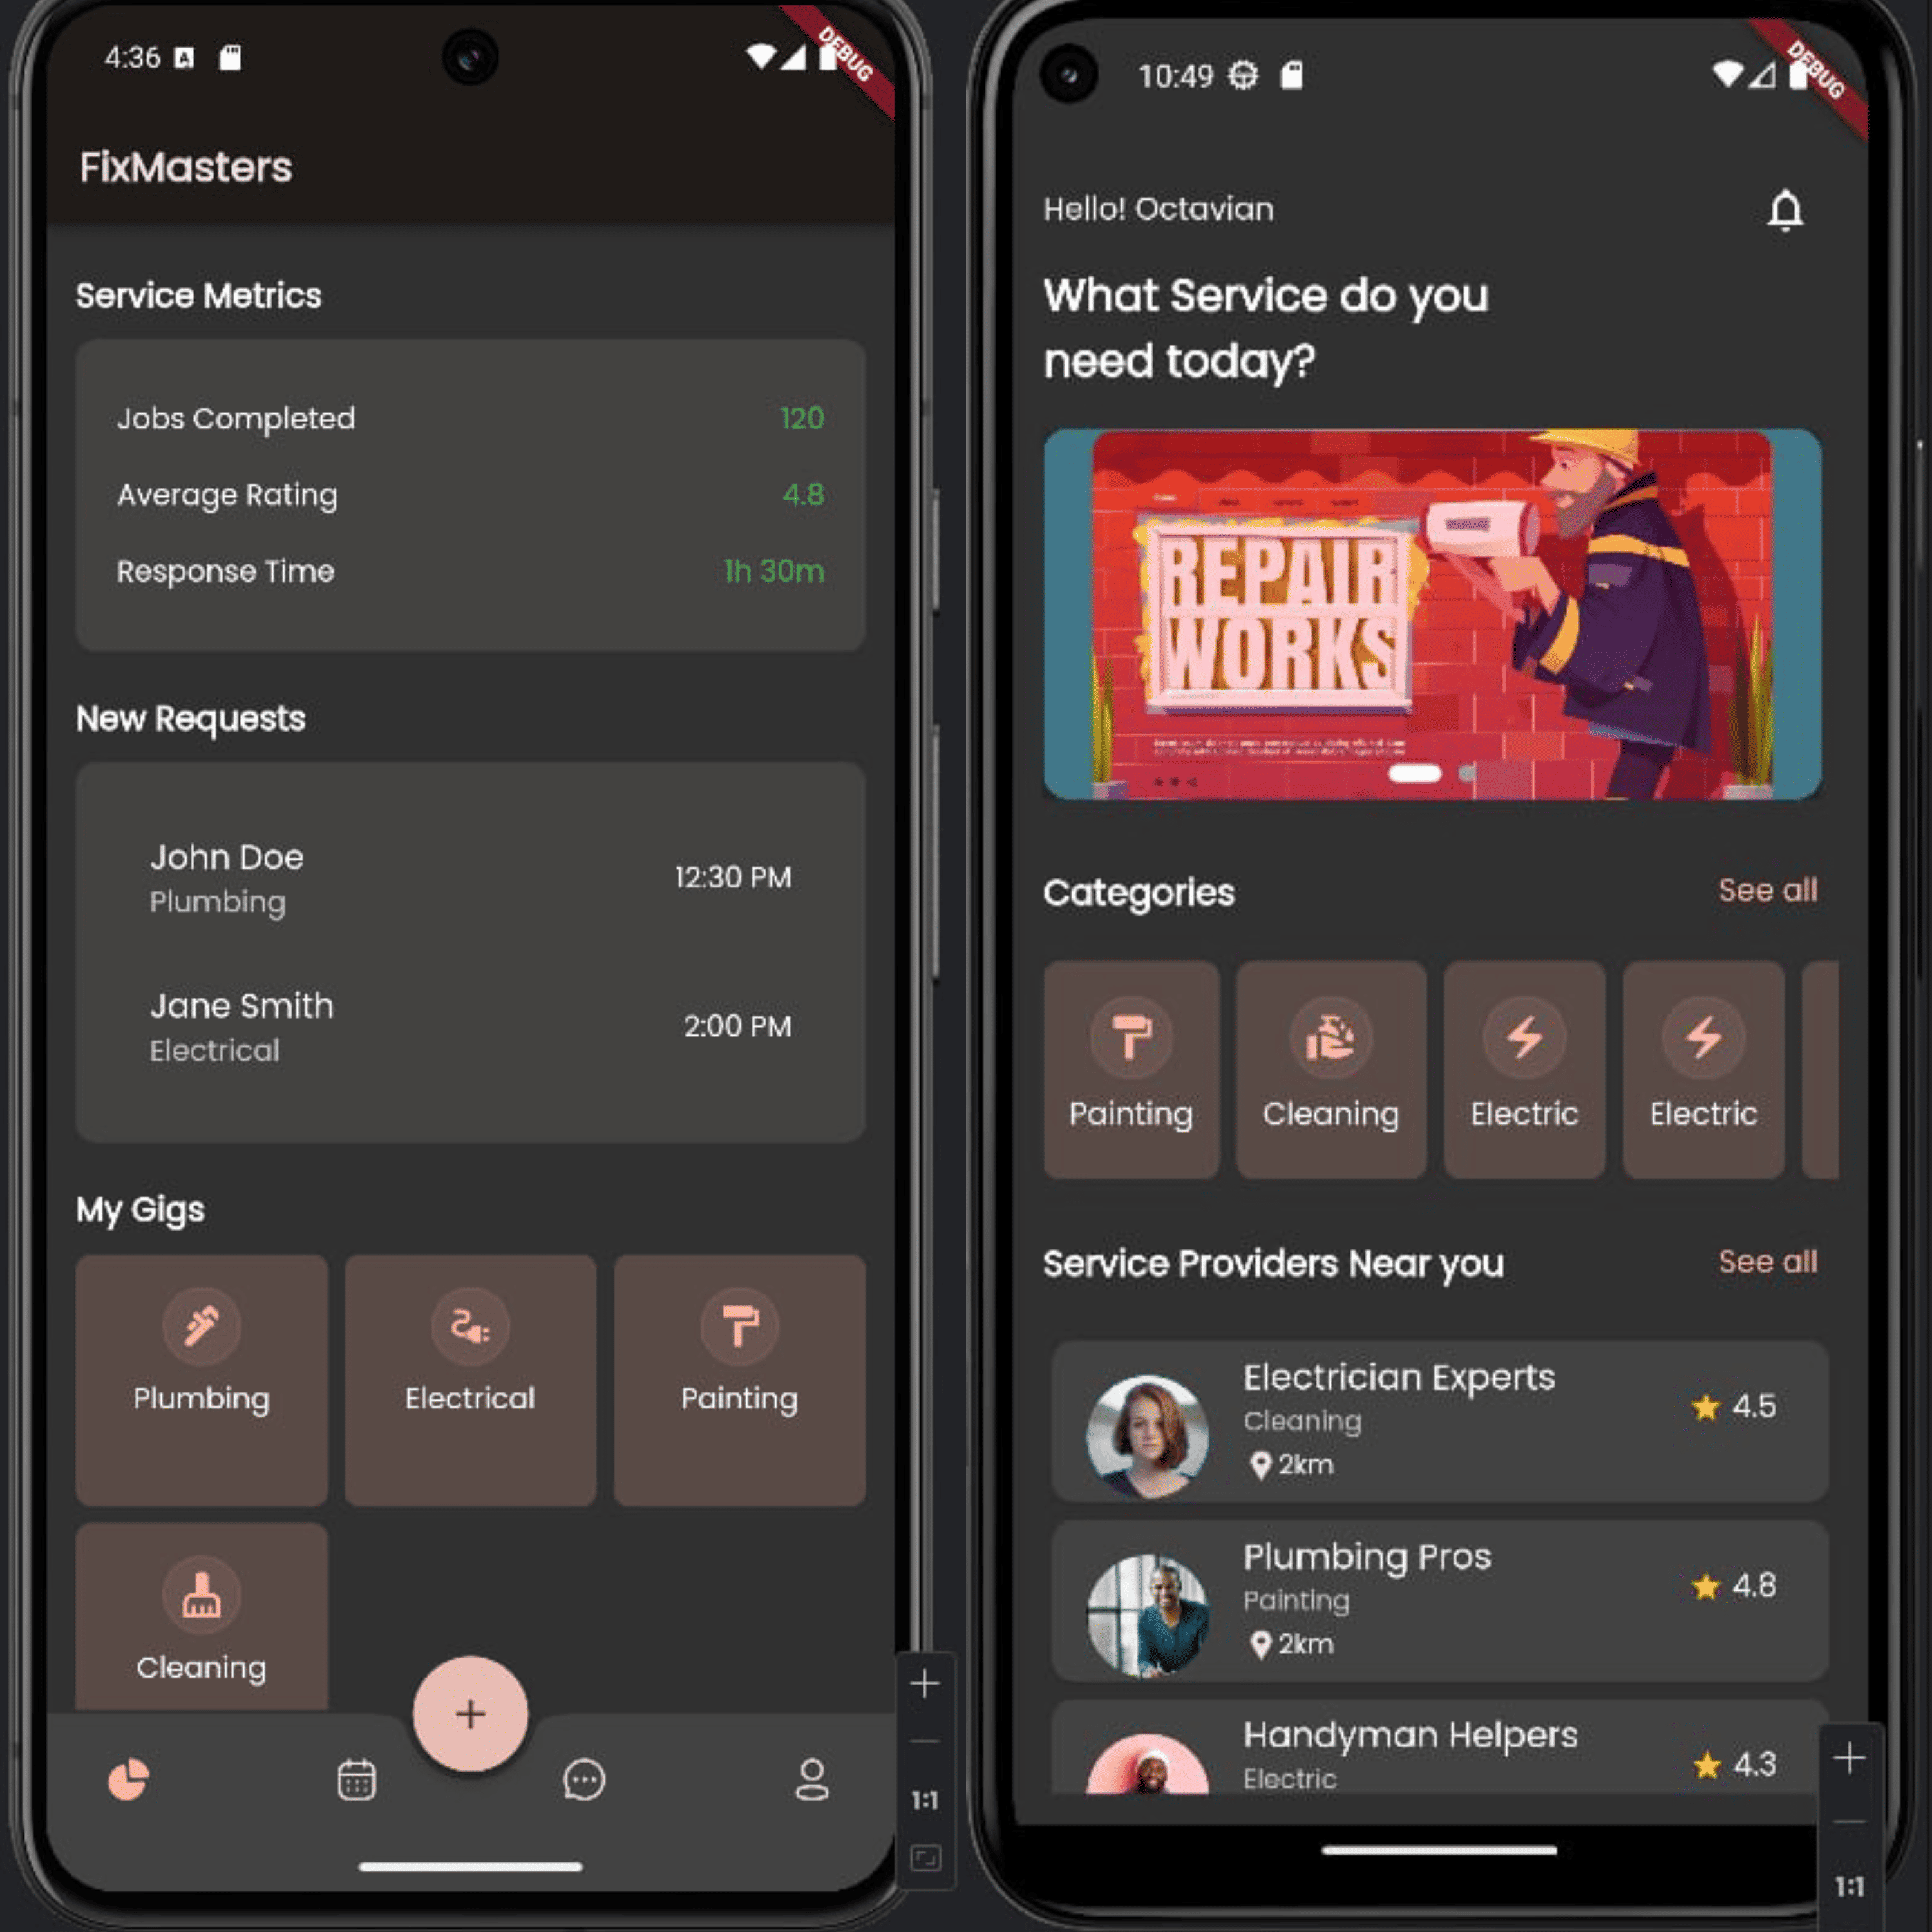 4:36
DEBUG
FixMasters
Service Metrics
Jobs Completed
120
Average Rating
4.8
Response Time
1h 30m
New Requests
John Doe
Plumbing
12:30 PM
Jane Smith
Electrical
2:00 PM
My Gigs
Plumbing
Electrical
Painting
Cleaning
1:1
10:49
DEBUG
Hello! Octavian
What Service do you
need today?
REPAIR
WORKS
Categories
See all
Painting
Cleaning
Electric
Electric
Service Providers Near you
See all
Electrician Experts
Cleaning
2km
4.5
Plumbing Pros
Painting
2km
4.8
Handyman Helpers
Electric
4.3
1:1